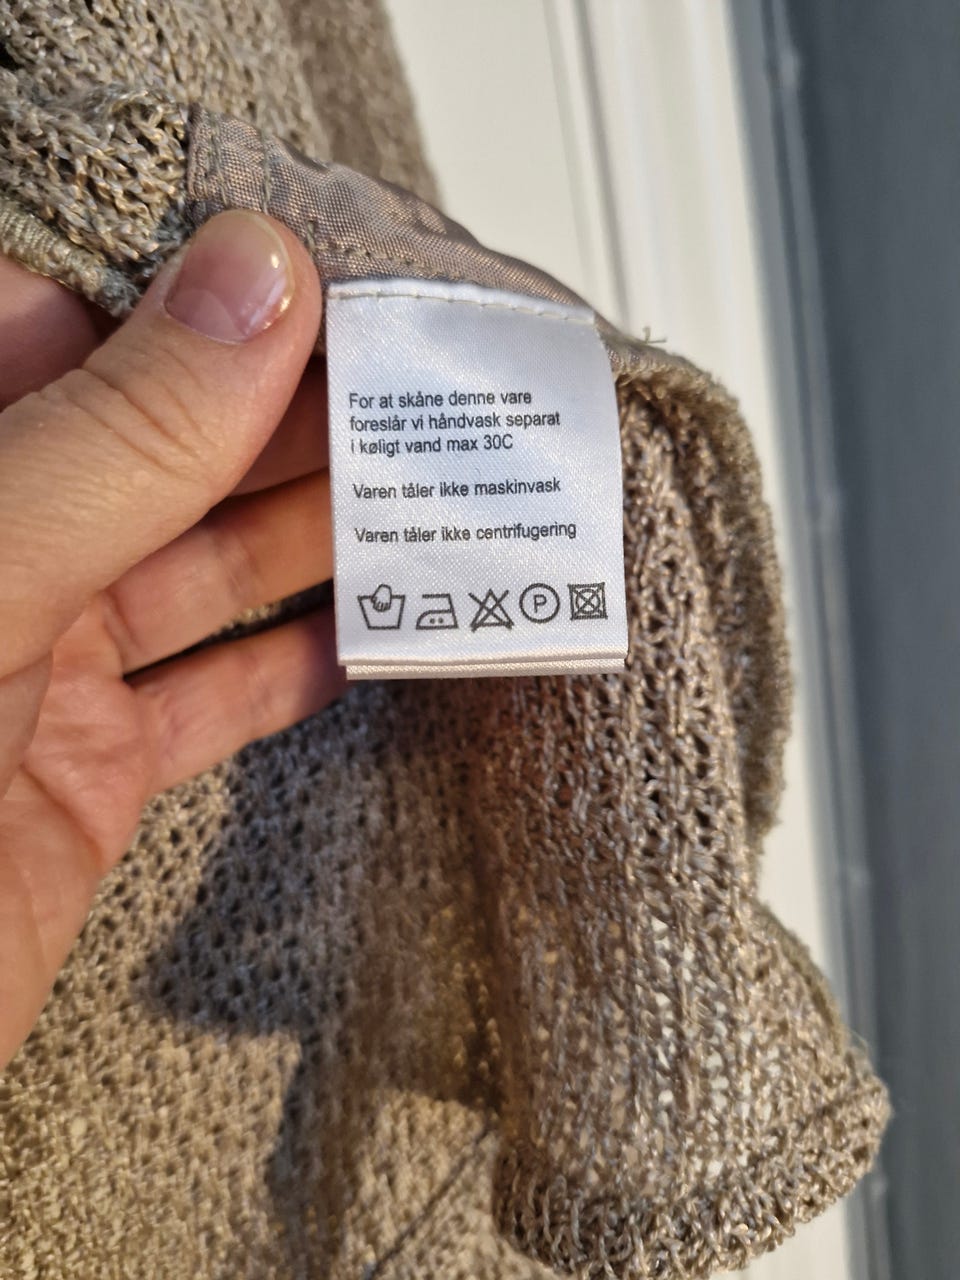 For at skåne denne vare
foreslår vi håndvask separat
i køligt vand max 30C
Varen tåler ikke maskinvask
Varen tåler ikke centrifugering
P